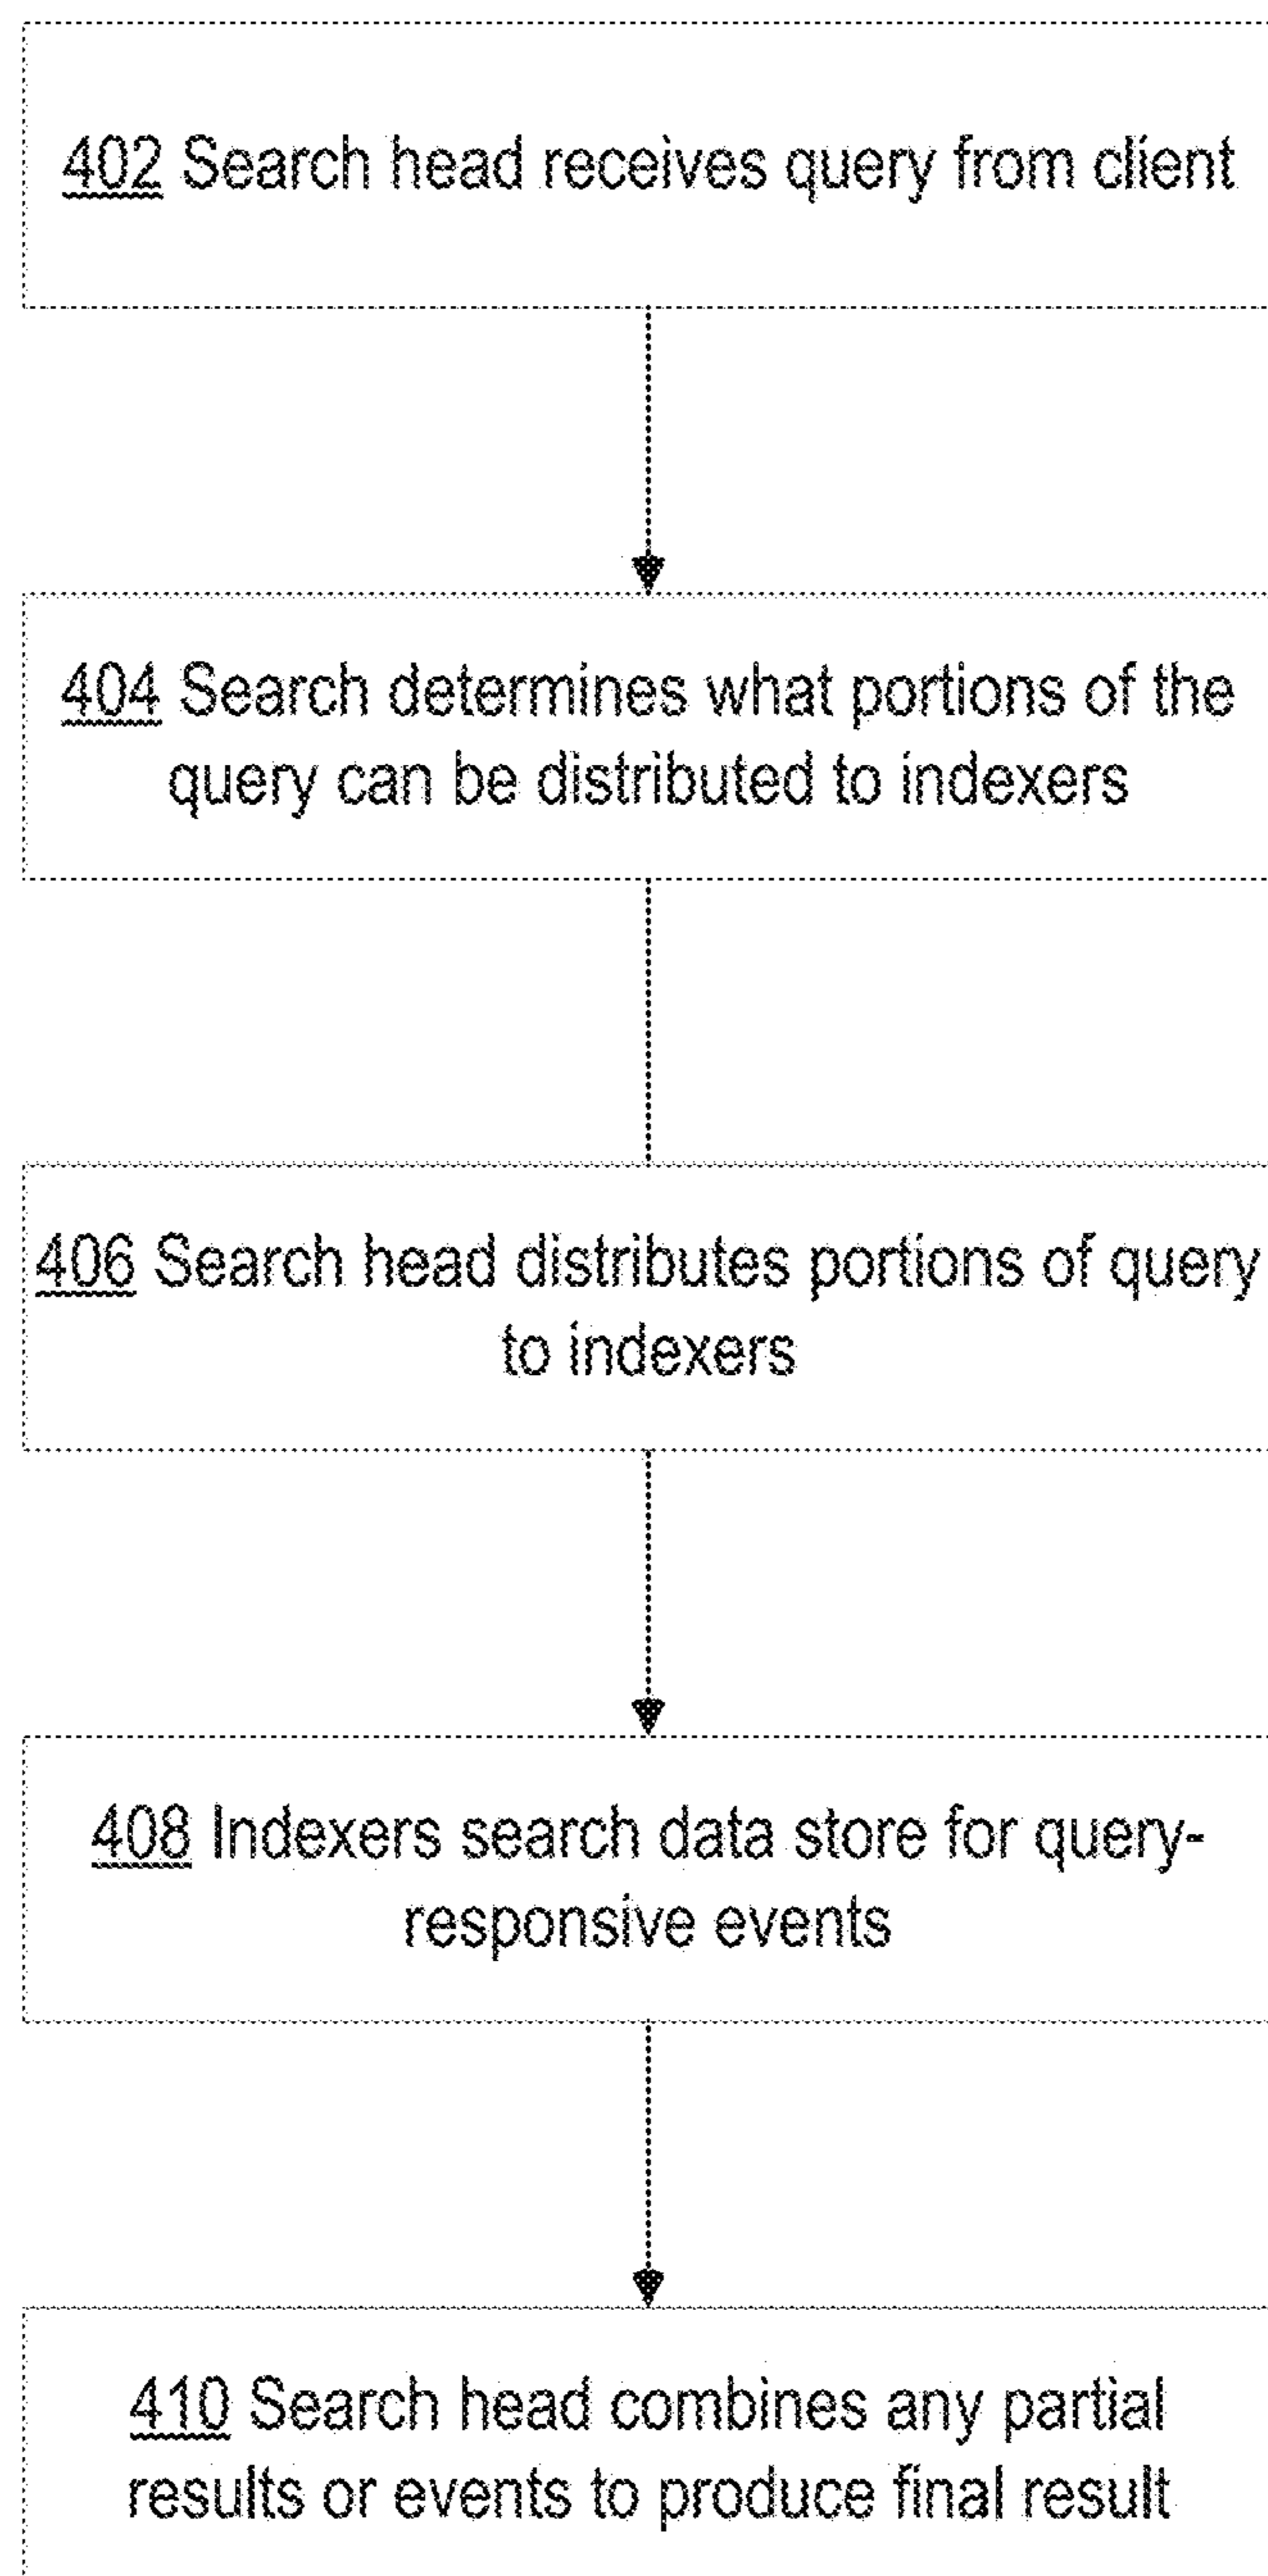 402 Search head receives query from client
404 Search determines what portions of the
query can be distributed to indexers
406 Search head distributes portions of query
to indexers
408 Indexers search data store for query-
responsive events
410 Search head combines any partial
results or events to produce final result